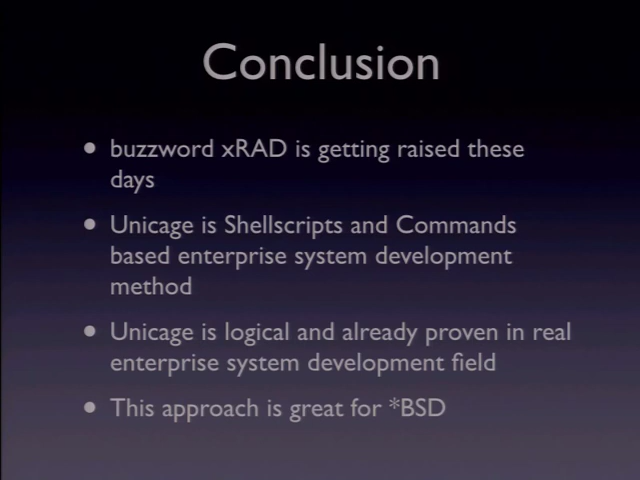 Conclusion
• buzzword xRAD is getting raised these
days
• Unicage is Shellscripts and Commands
based enterprise system development
method
• Unicage is logical and already proven in real
enterprise system development field
• This approach is great for *BSD